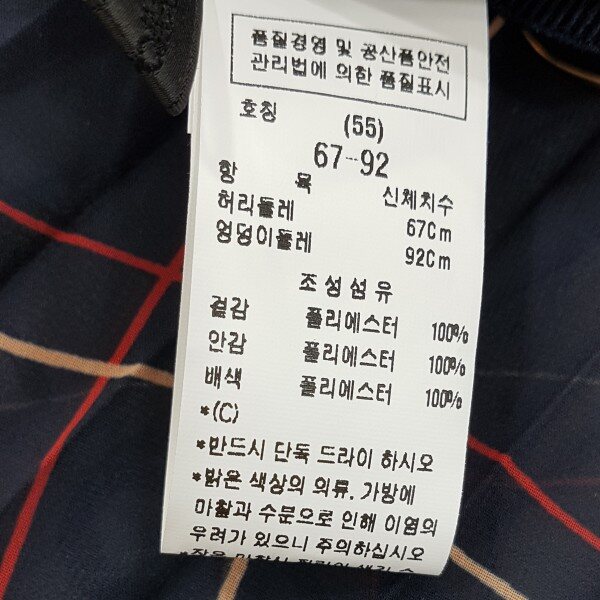 품질경영 및 공산품안전
관리법에 의한 품질표시
호칭 (55)
67-92
항 목 신체치수
허리둘레 67Cm
엉덩이둘레 92Cm
조성섬유
겉감 폴리에스터 100%
안감 폴리에스터 100%
배색 폴리에스터 100%
*(C)
*반드시 단독 드라이 하시오
*밝은 색상의 의류, 가방에
마찰과 수분으로 인해 이염의
우려가 있으니 주의하십시오